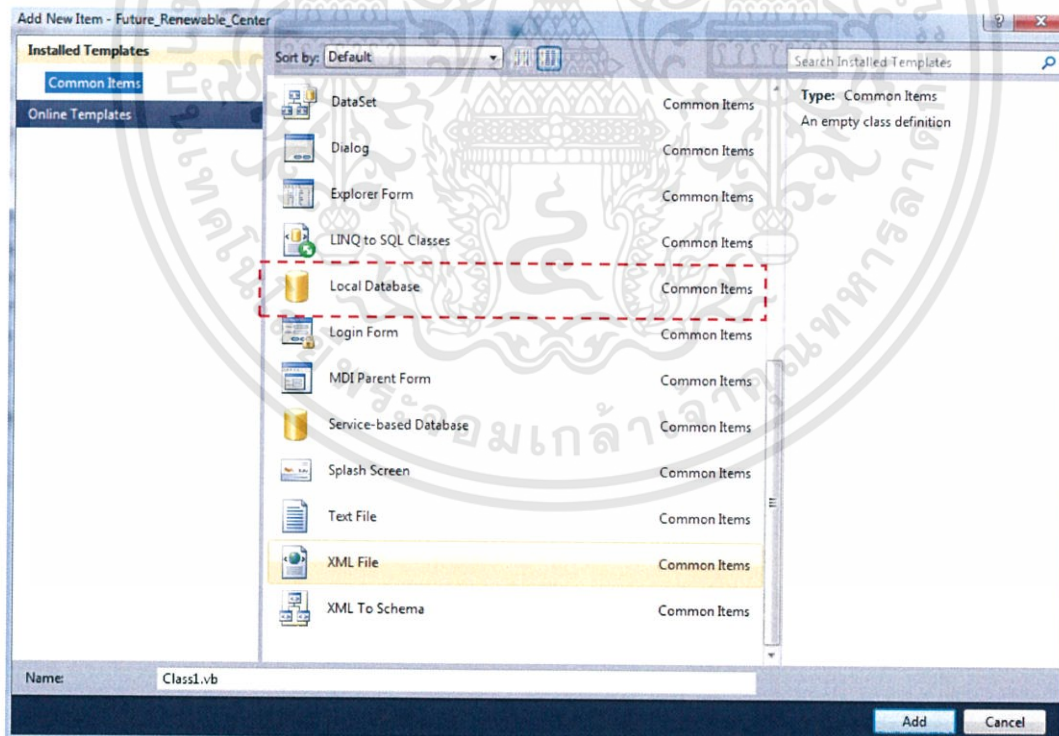 Add New Item - Future_Renewable_Center
Installed Templates
Common Items
Online Templates
Sort by: Default
Search Installed Templates
DataSet Common Items
Dialog Common Items
Explorer Form Common Items
LINQ to SQL Classes Common Items
Local Database Common Items
Login Form Common Items
MDI Parent Form Common Items
Service-based Database Common Items
Splash Screen Common Items
Text File Common Items
XML File Common Items
XML To Schema Common Items
Type: Common Items
An empty class definition
Name: Class1.vb
Add Cancel